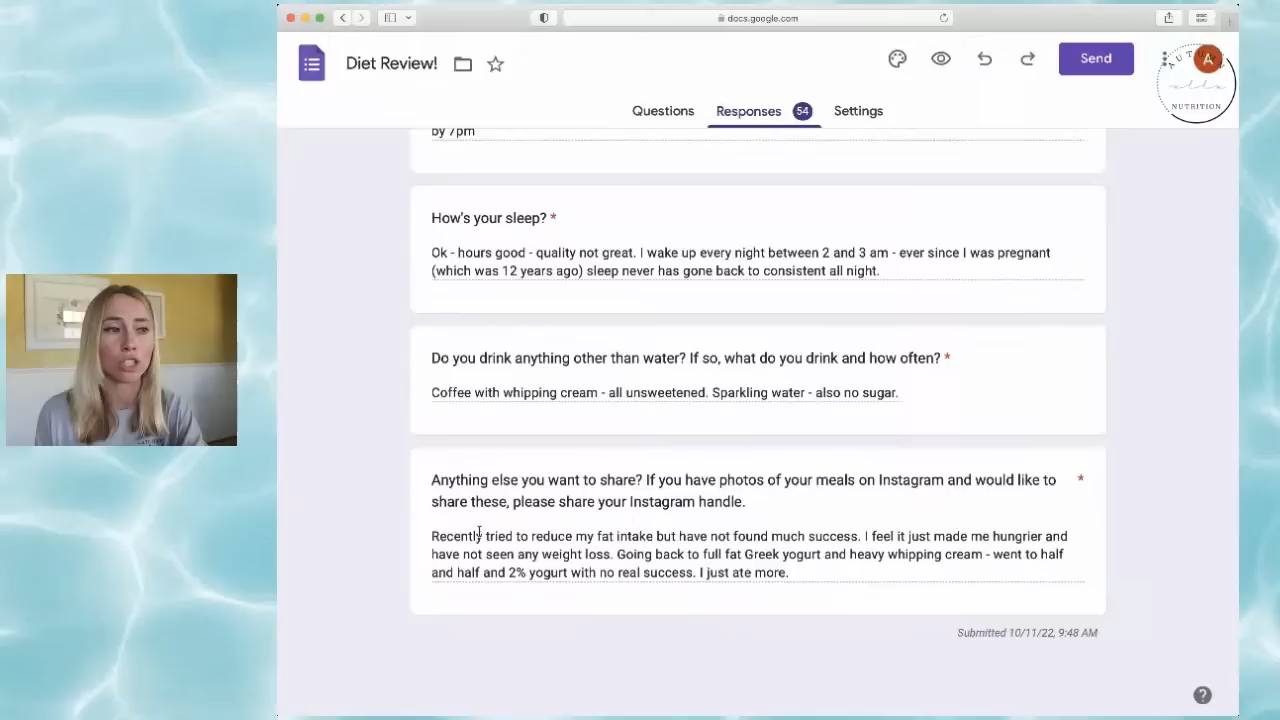 docs.google.com
Diet Review!
Send
A
AUTUMN
elle
NUTRITION
Questions
Responses 54
Settings
by 7pm
How's your sleep? *
Ok - hours good - quality not great. I wake up every night between 2 and 3 am - ever since I was pregnant
(which was 12 years ago) sleep never has gone back to consistent all night.
Do you drink anything other than water? If so, what do you drink and how often? *
Coffee with whipping cream - all unsweetened. Sparkling water - also no sugar.
Anything else you want to share? If you have photos of your meals on Instagram and would like to *
share these, please share your Instagram handle.
Recently tried to reduce my fat intake but have not found much success. I feel it just made me hungrier and
have not seen any weight loss. Going back to full fat Greek yogurt and heavy whipping cream - went to half
and half and 2% yogurt with no real success. I just ate more.
Submitted 10/11/22, 9:48 AM